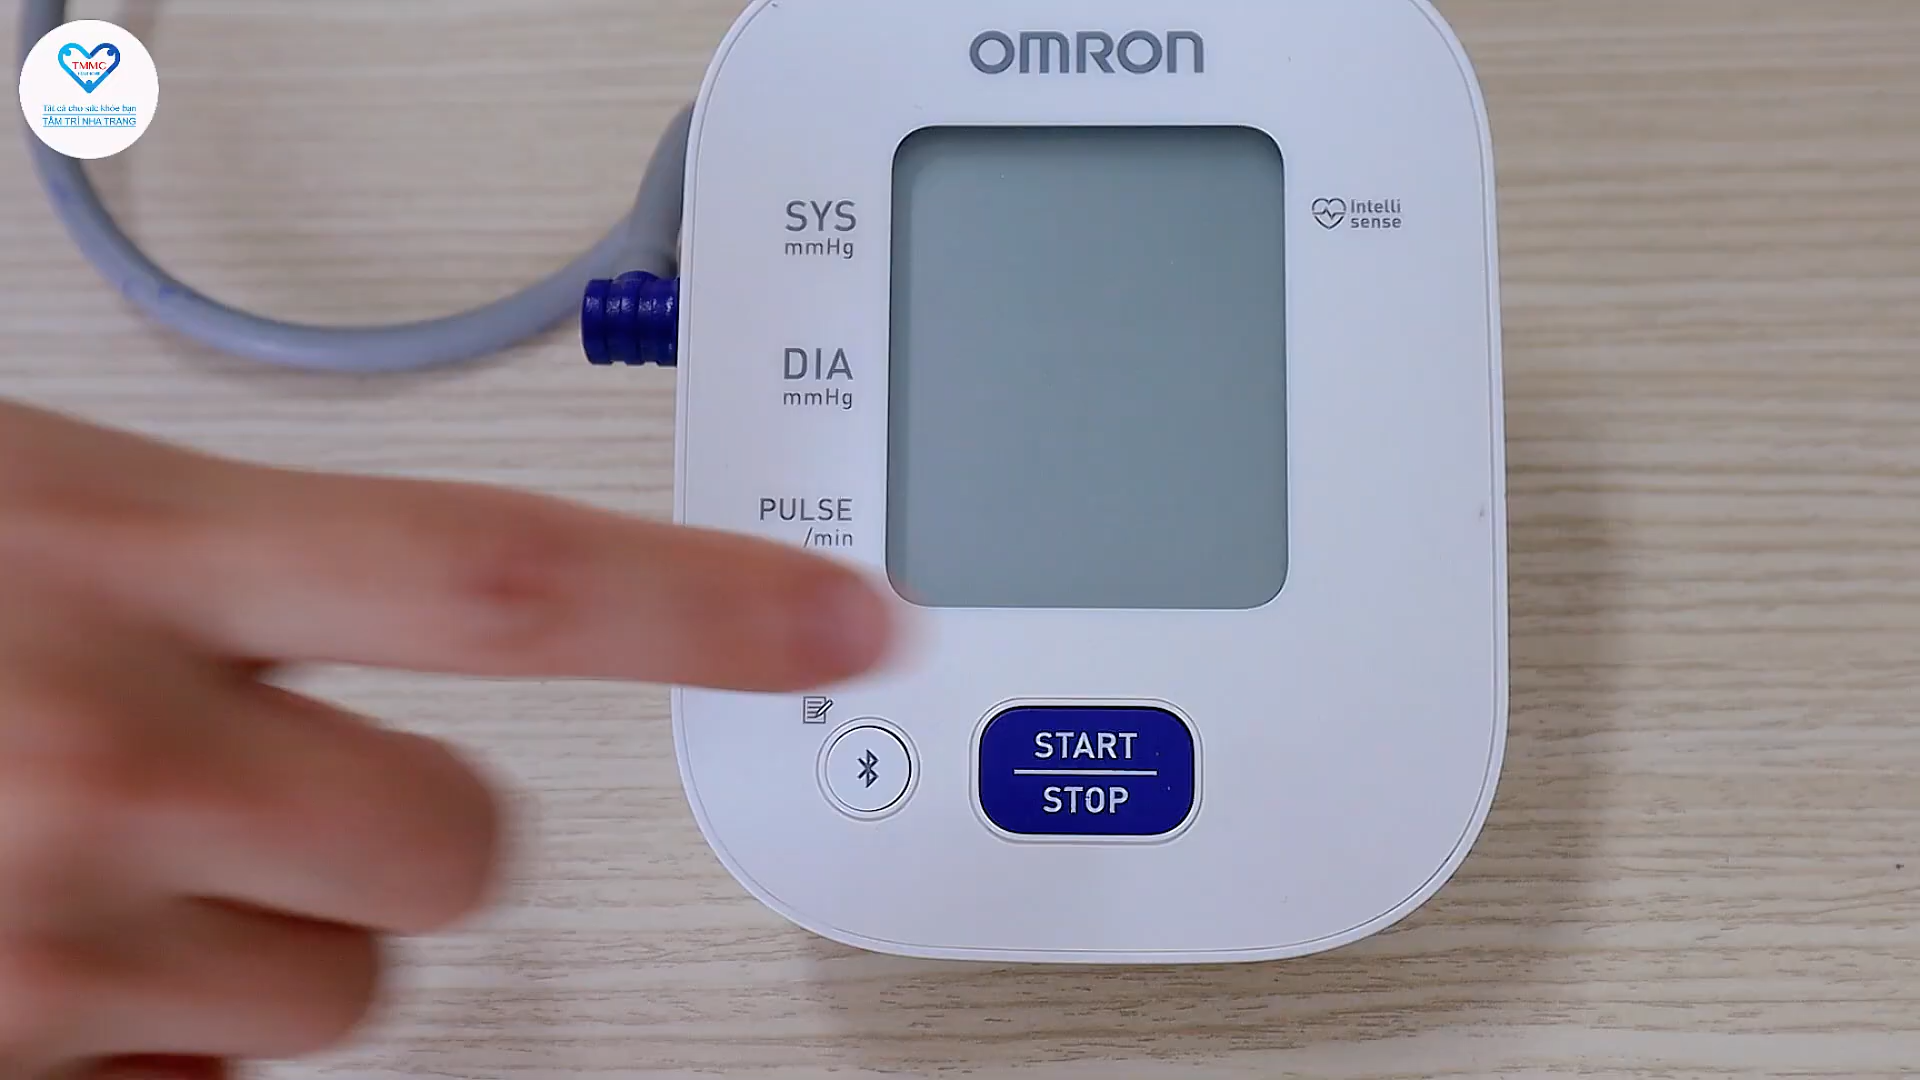 TMMC
Tất cả cho sức khỏe bạn
TÂM TRÍ NHA TRANG
OMRON
SYS
mmHg
intelli
sense
DIA
mmHg
PULSE
/min
START
STOP